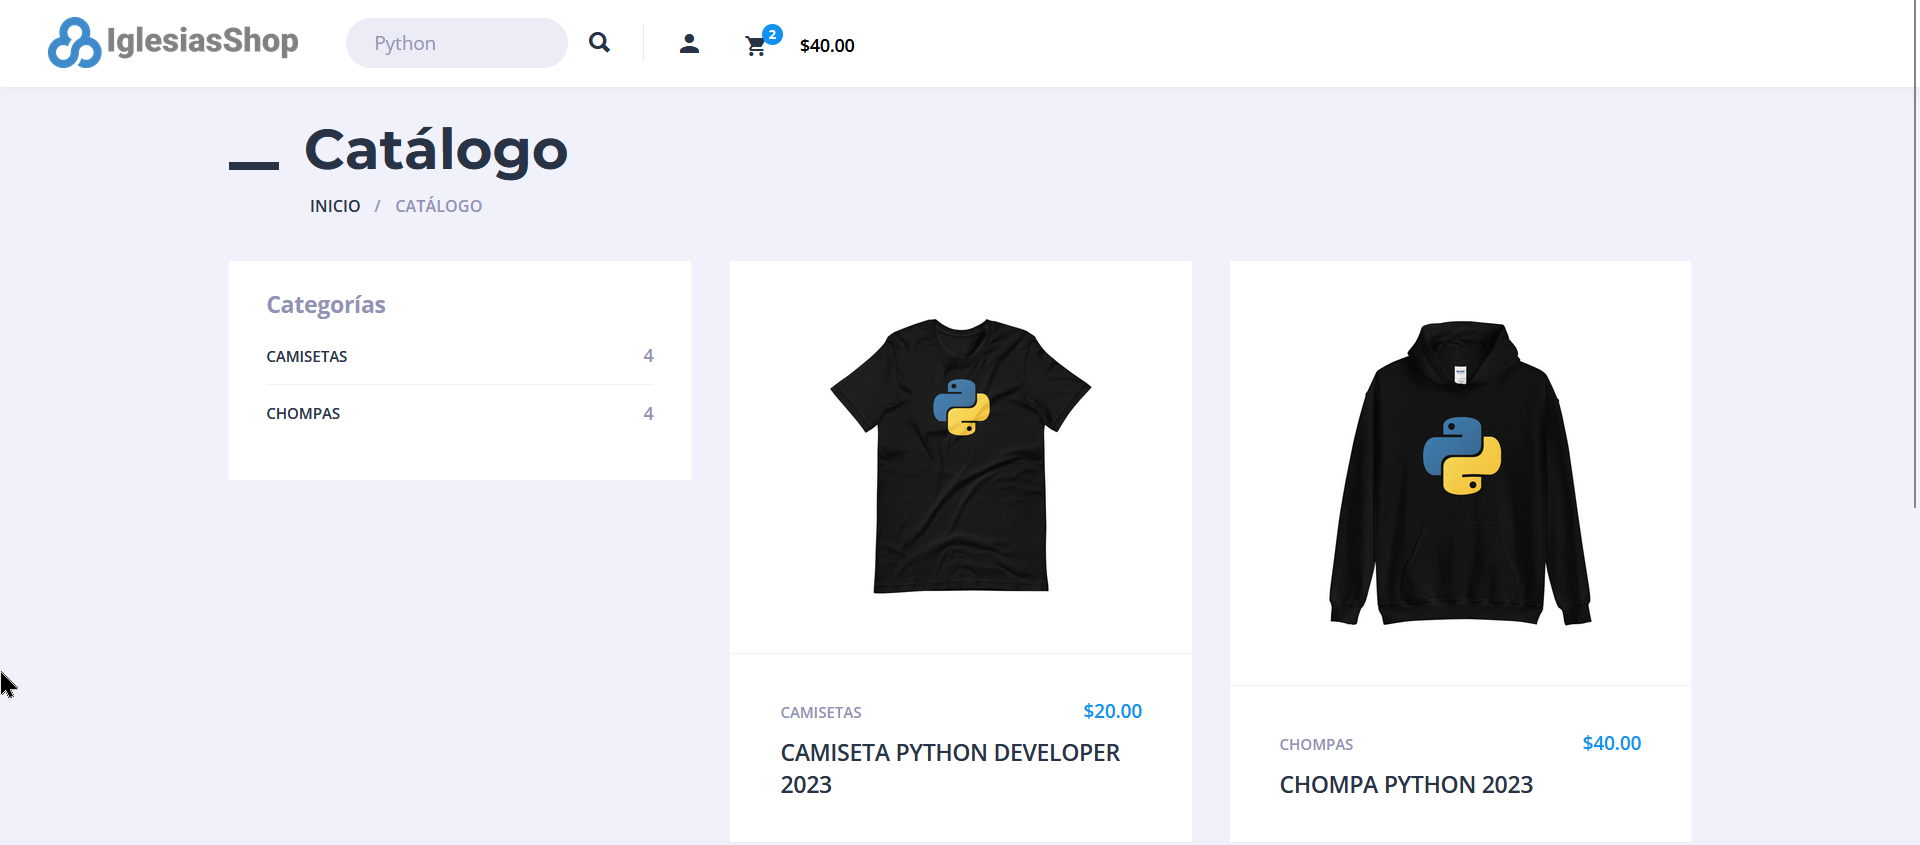 IglesiasShop
Python
2
$40.00
Catálogo
INICIO / CATÁLOGO
Categorías
CAMISETAS 4
CHOMPAS 4
CAMISETAS $20.00
CAMISETA PYTHON DEVELOPER
2023
CHOMPAS $40.00
CHOMPA PYTHON 2023